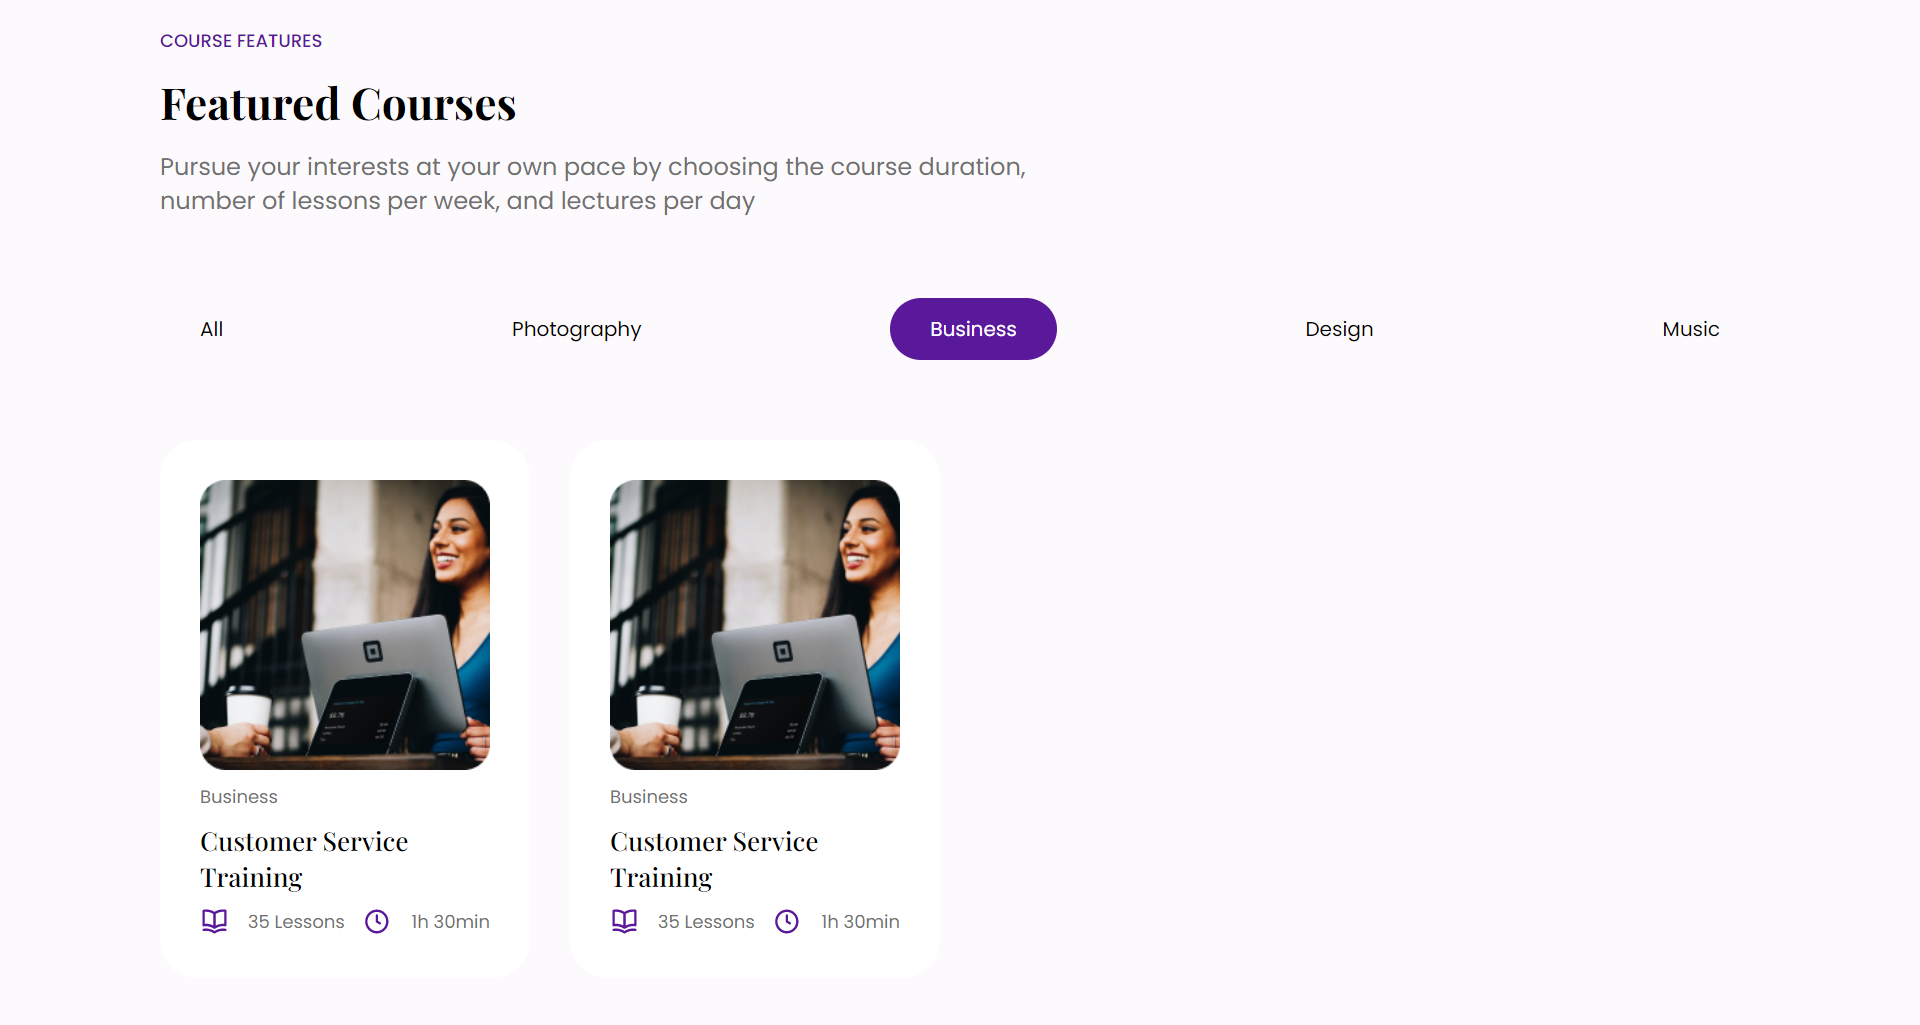 COURSE FEATURES
Featured Courses
Pursue your interests at your own pace by choosing the course duration,
number of lessons per week, and lectures per day
All Photography Business Design Music
Business
Customer Service
Training
35 Lessons 1h 30min
Business
Customer Service
Training
35 Lessons 1h 30min